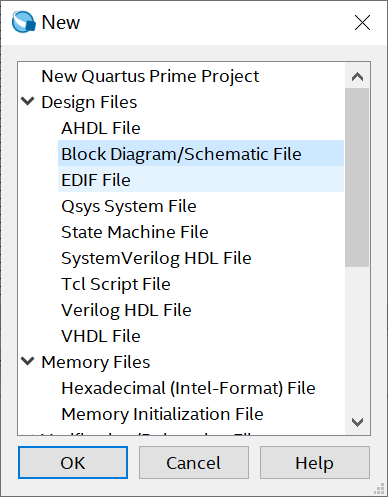 New
New Quartus Prime Project
Design Files
AHDL File
Block Diagram/Schematic File
EDIF File
Qsys System File
State Machine File
SystemVerilog HDL File
Tcl Script File
Verilog HDL File
VHDL File
Memory Files
Hexadecimal (Intel-Format) File
Memory Initialization File
OK Cancel Help